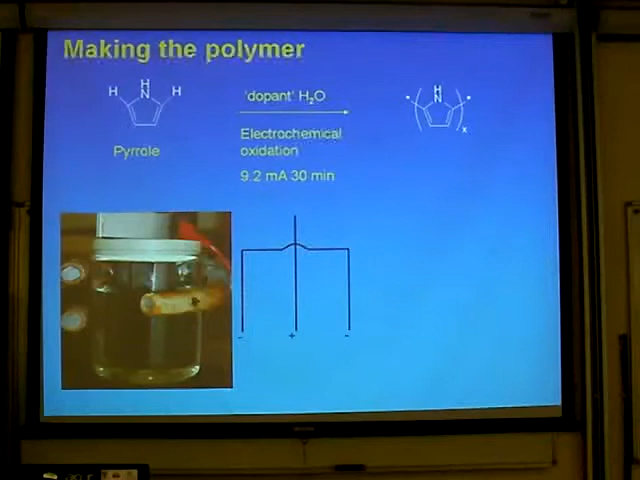 Making the polymer
H H N H
'dopant' H₂O
H N x
Electrochemical
oxidation
Pyrrole
9.2 mA 30 min
- + -